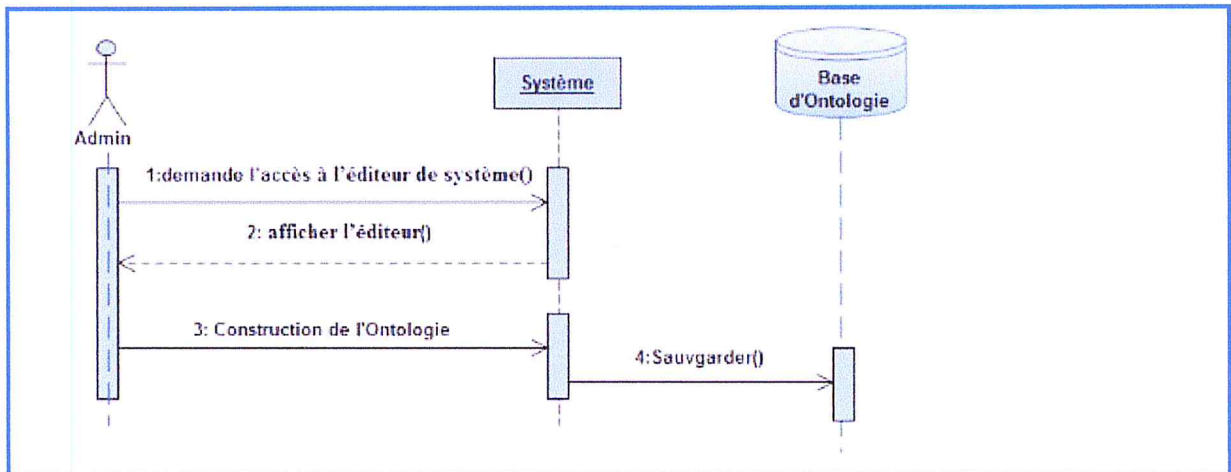 Système
Base
d'Ontologie
Admin
1:demande l'accès à l'éditeur de système()
2: afficher l'éditeur()
3: Construction de l'Ontologie
4:Sauvgarder()